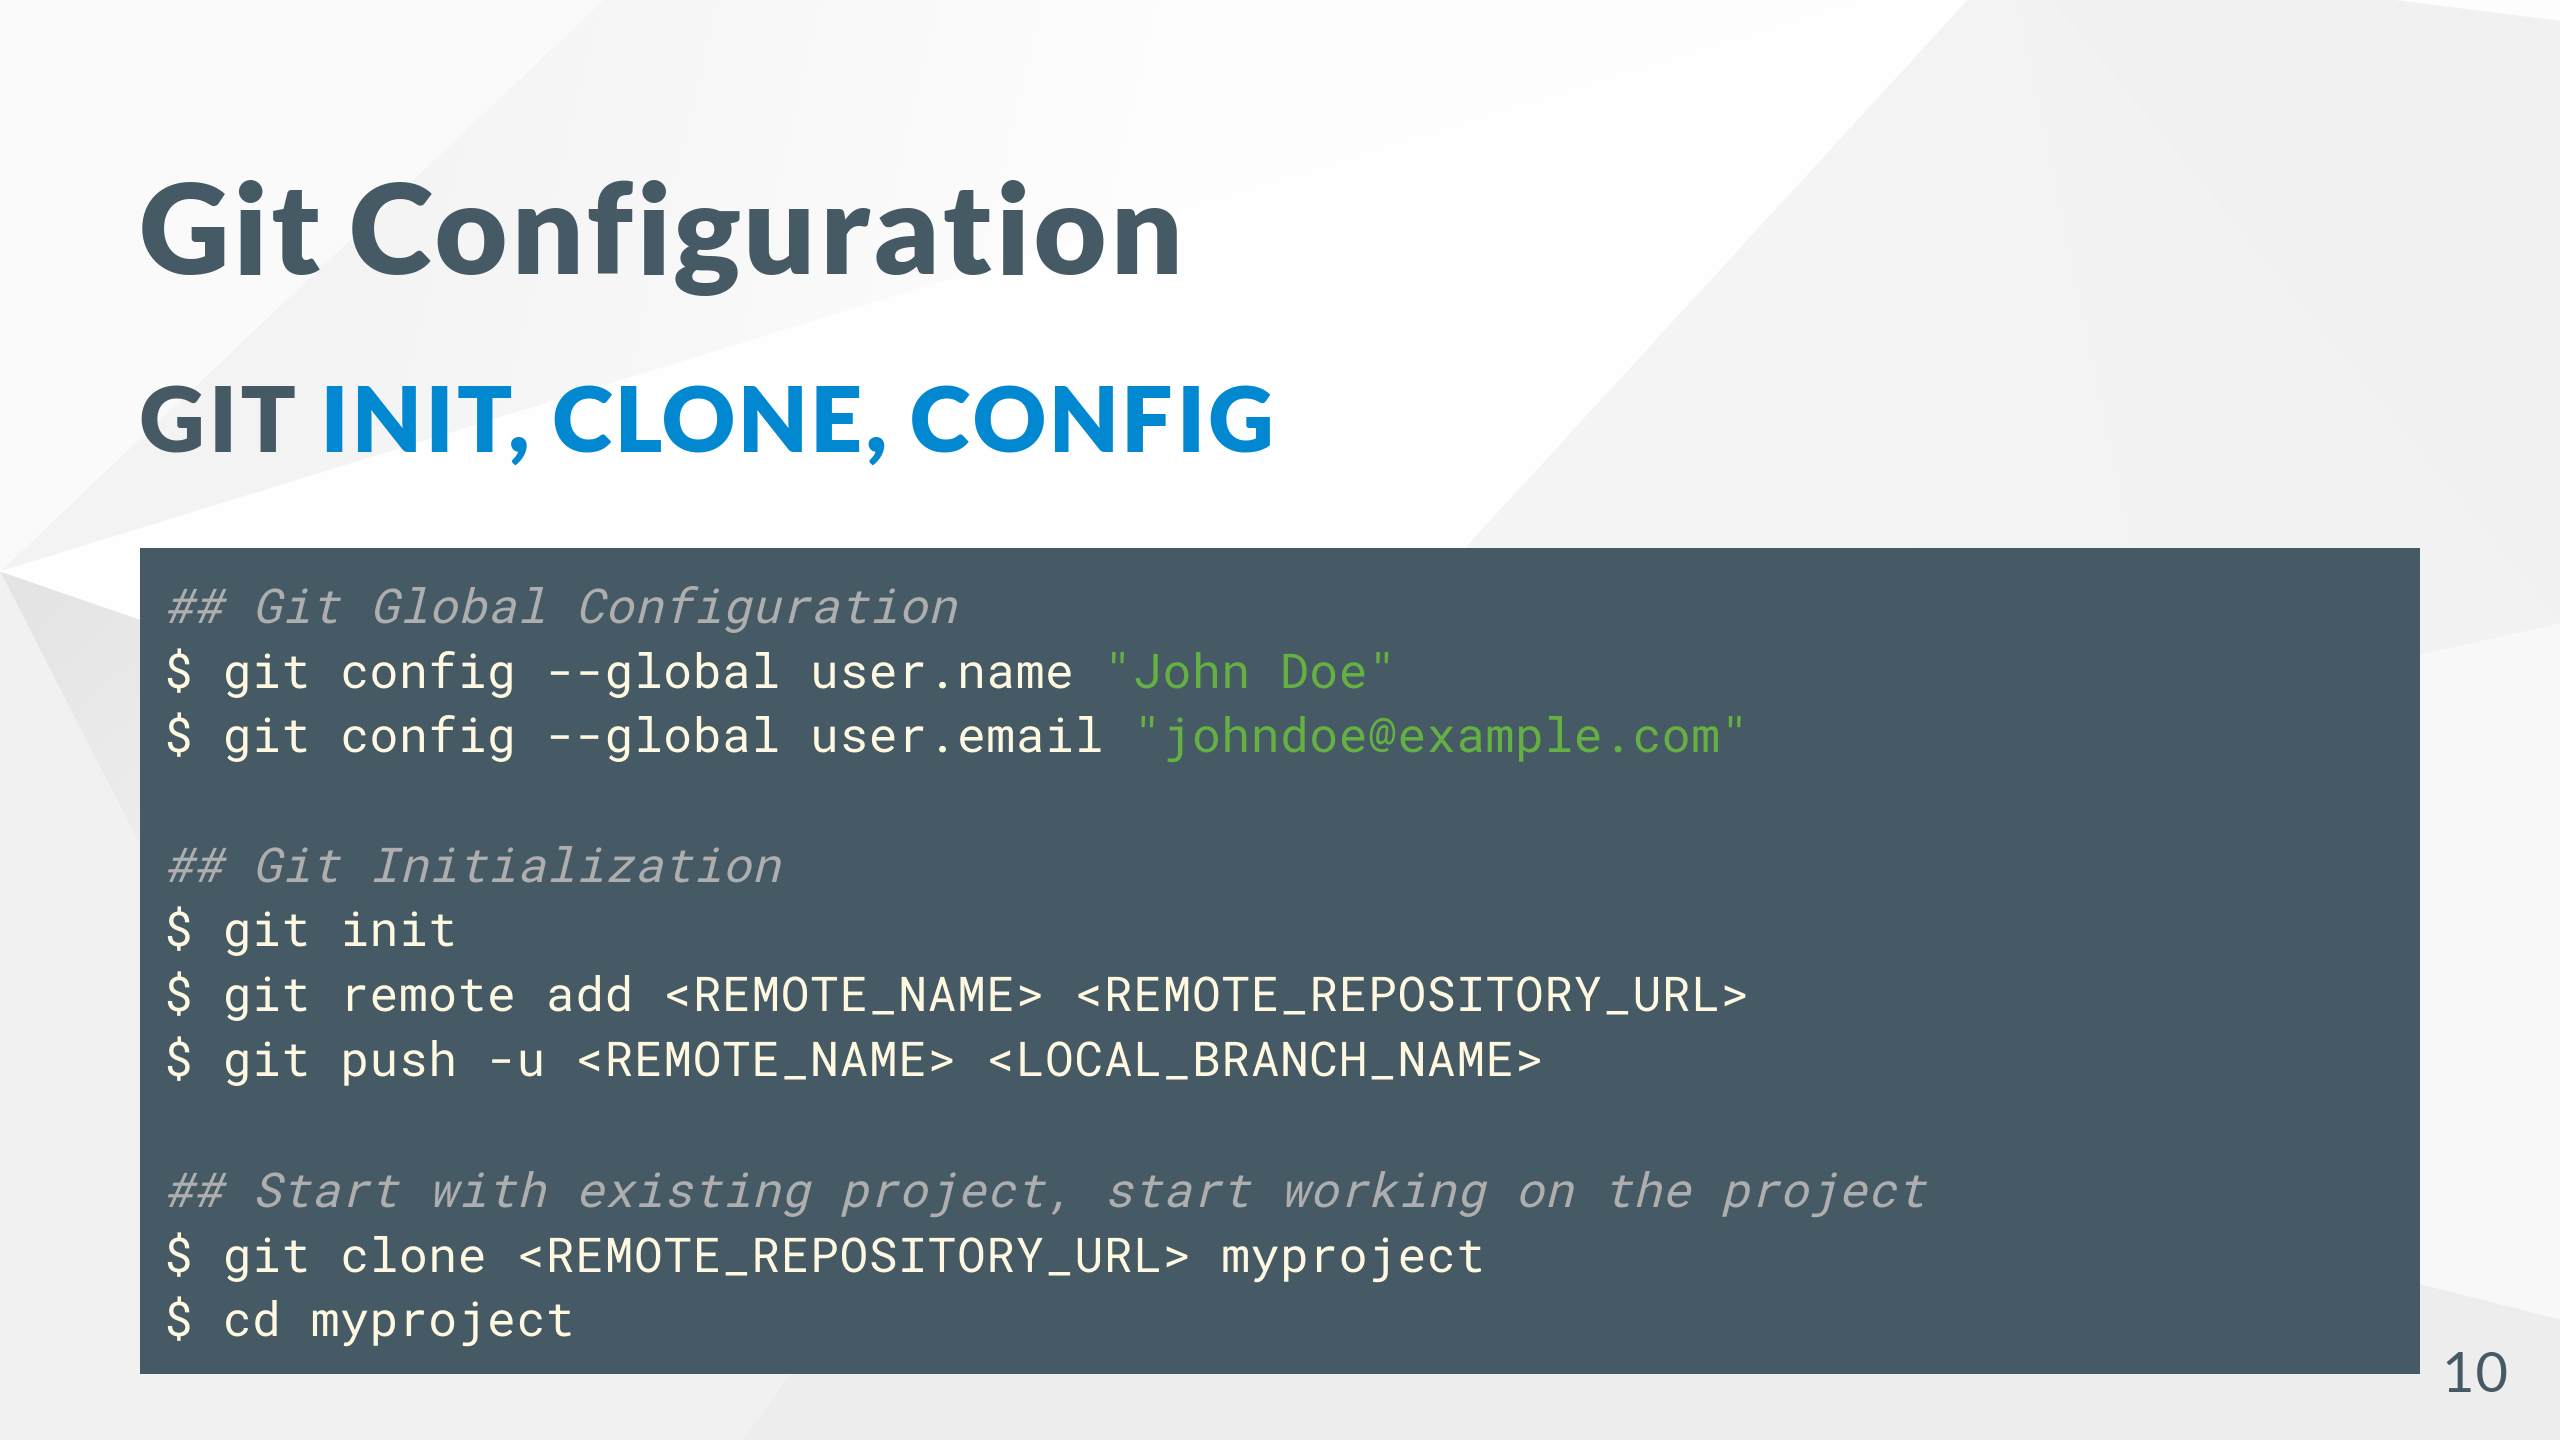 Git Configuration
GIT INIT, CLONE, CONFIG
## Git Global Configuration
$ git config --global user.name "John Doe"
$ git config --global user.email "johndoe@example.com"
## Git Initialization
$ git init
$ git remote add <REMOTE_NAME> <REMOTE_REPOSITORY_URL>
$ git push -u <REMOTE_NAME> <LOCAL_BRANCH_NAME>
## Start with existing project, start working on the project
$ git clone <REMOTE_REPOSITORY_URL> myproject
$ cd myproject
10